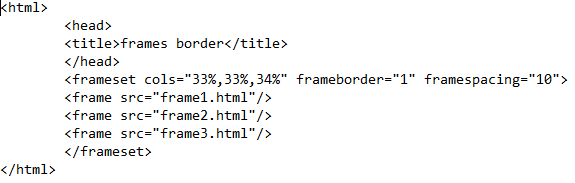 <html>
<head>
<title>frames border</title>
</head>
<frameset cols="33%,33%,34%" frameborder="1" framespacing="10">
<frame src="frame1.html"/>
<frame src="frame2.html"/>
<frame src="frame3.html"/>
</frameset>
</html>